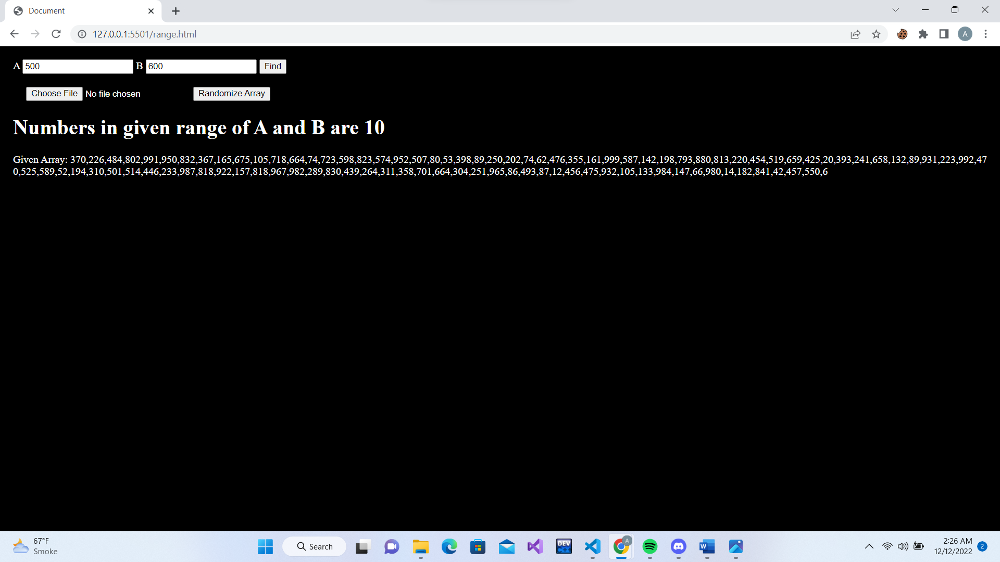 Document
127.0.0.1:5501/range.html
A
A 500 B 600 Find
Choose File No file chosen Randomize Array
Numbers in given range of A and B are 10
Given Array: 370,226,484,802,991,950,832,367,165,675,105,718,664,74,723,598,823,574,952,507,80,53,398,89,250,202,74,62,476,355,161,999,587,142,198,793,880,813,220,454,519,659,425,20,393,241,658,132,89,931,223,992,47
0,525,589,52,194,310,501,514,446,233,987,818,922,157,818,967,982,289,830,439,264,311,358,701,664,304,251,965,86,493,87,12,456,475,932,105,133,984,147,66,980,14,182,841,42,457,550,6
67°F
Smoke
Search
DEV
C++
A
W
2:26 AM
12/12/2022
2